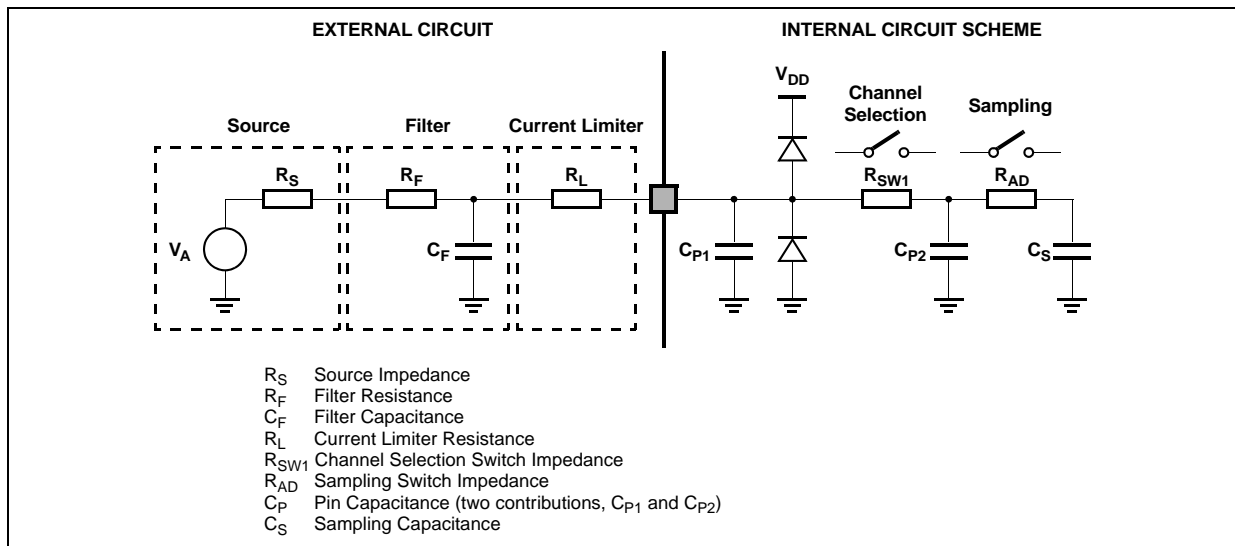 EXTERNAL CIRCUIT
INTERNAL CIRCUIT SCHEME
VDD
Channel
Selection
Sampling
Source
Filter
Current Limiter
RS
RF
RL
RSW1
RAD
VA
CF
CP1
CP2
CS
RS Source Impedance
RF Filter Resistance
CF Filter Capacitance
RL Current Limiter Resistance
RSW1 Channel Selection Switch Impedance
RAD Sampling Switch Impedance
CP Pin Capacitance (two contributions, CP1 and CP2)
CS Sampling Capacitance